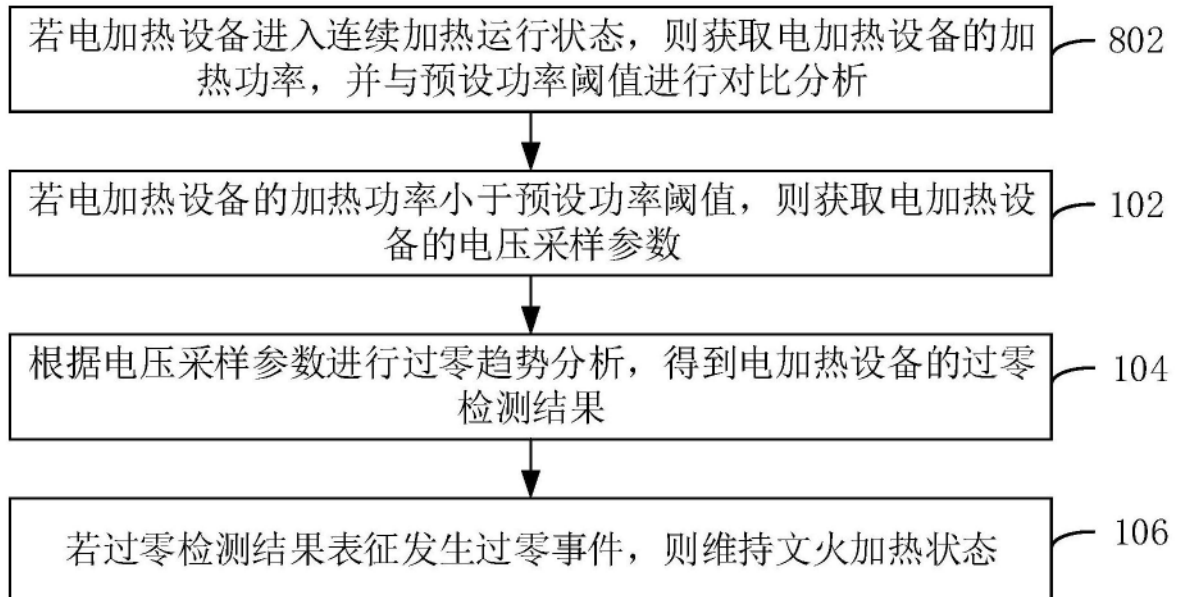 若电加热设备进入连续加热运行状态，则获取电加热设备的加
热功率，并与预设功率阈值进行对比分析
802
若电加热设备的加热功率小于预设功率阈值，则获取电加热设
备的电压采样参数
102
根据电压采样参数进行过零趋势分析，得到电加热设备的过零
检测结果
104
若过零检测结果表征发生过零事件，则维持文火加热状态
106